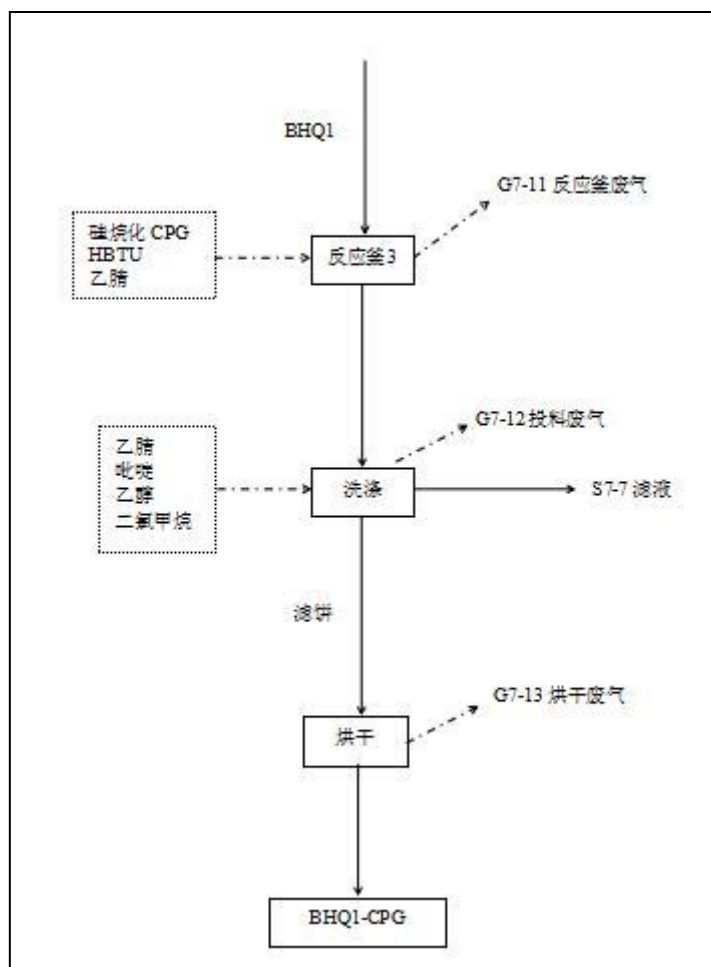 BHQ1
G7-11 反应釜废气
硅烷化 CPG
HBTU
乙腈
反应釜3
G7-12投料废气
乙腈
吡啶
乙醇
二氯甲烷
洗涤
S7-7 滤液
滤饼
G7-13 烘干废气
烘干
BHQ1-CPG